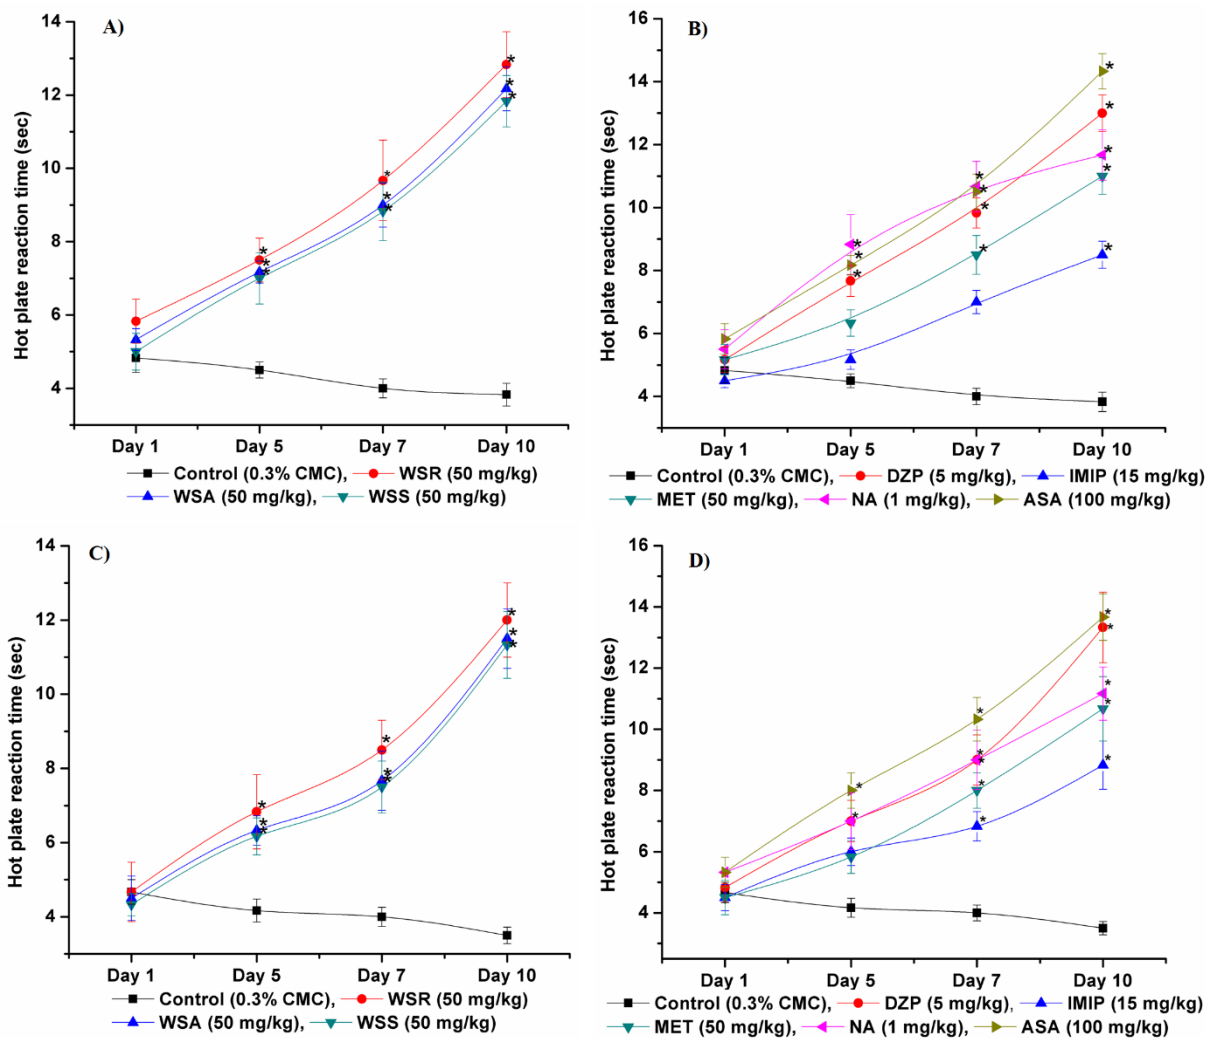 A)
Hot plate reaction time (sec)
14
12
10
8
6
4
* * *
* * *
* * *
Day 1 Day 5 Day 7 Day 10
Control (0.3% CMC), WSR (50 mg/kg)
WSA (50 mg/kg), WSS (50 mg/kg)
B)
Hot plate reaction time (sec)
16
14
12
10
8
6
4
* * *
* * * *
* * * * *
Day 1 Day 5 Day 7 Day 10
Control (0.3% CMC), DZP (5 mg/kg), IMIP (15 mg/kg)
MET (50 mg/kg), NA (1 mg/kg), ASA (100 mg/kg)
C)
Hot plate reaction time (sec)
14
12
10
8
6
4
* * *
* * *
* * *
Day 1 Day 5 Day 7 Day 10
Control (0.3% CMC), WSR (50 mg/kg)
WSA (50 mg/kg), WSS (50 mg/kg)
D)
Hot plate reaction time (sec)
16
14
12
10
8
6
4
* *
* * * * *
* * * * *
Day 1 Day 5 Day 7 Day 10
Control (0.3% CMC), DZP (5 mg/kg), IMIP (15 mg/kg)
MET (50 mg/kg), NA (1 mg/kg), ASA (100 mg/kg)